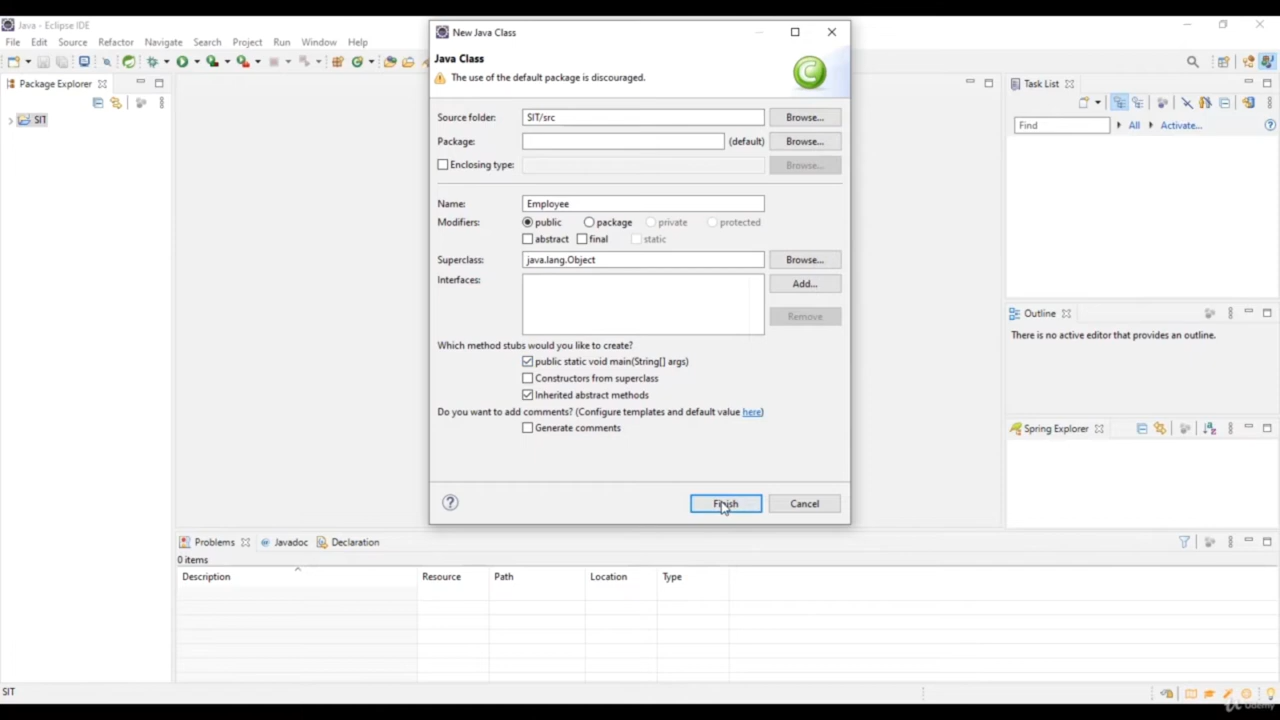 Java - Eclipse IDE
File Edit Source Refactor Navigate Search Project Run Window Help
Package Explorer
SIT
New Java Class
Java Class
The use of the default package is discouraged.
Source folder: SIT/src Browse...
Package: (default) Browse...
Enclosing type: Browse...
Name: Employee
Modifiers: public package private protected
abstract final static
Superclass: java.lang.Object Browse...
Interfaces: Add...
Remove
Which method stubs would you like to create?
public static void main(String[] args)
Constructors from superclass
Inherited abstract methods
Do you want to add comments? (Configure templates and default value here)
Generate comments
Finish Cancel
Task List
Find All Activate...
Outline
There is no active editor that provides an outline.
Spring Explorer
Problems Javadoc Declaration
0 items
Description Resource Path Location Type
SIT
Udemy